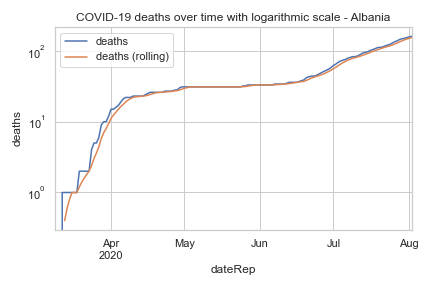 COVID-19 deaths over time with logarithmic scale - Albania
deaths
deaths (rolling)
10²
10¹
10⁰
deaths
Apr
2020
May
Jun
Jul
Aug
dateRep